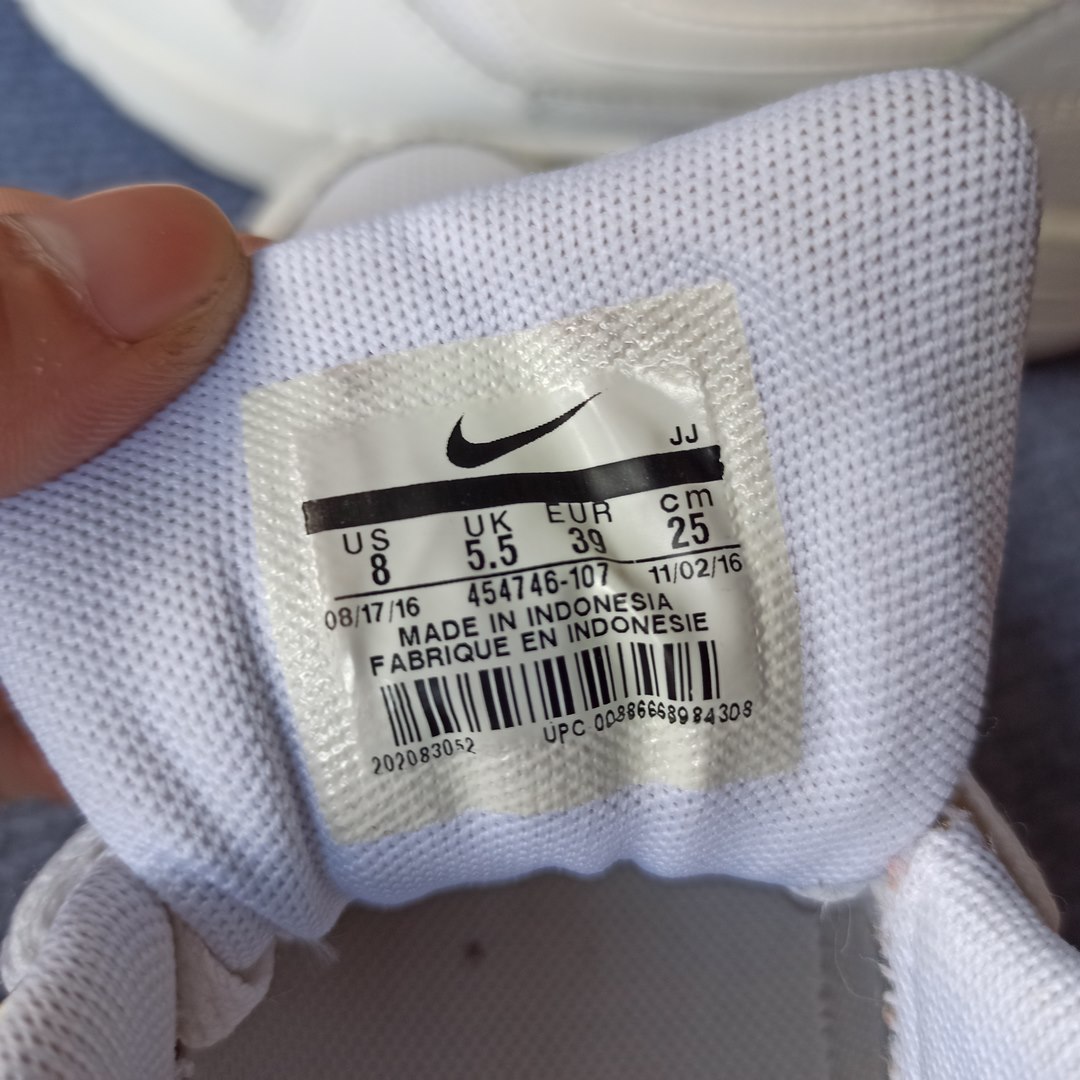 JJ
US UK EUR cm
8 5.5 39 25
08/17/16 454746-107 11/02/16
MADE IN INDONESIA
FABRIQUE EN INDONESIE
202083052 UPC 00886668984308